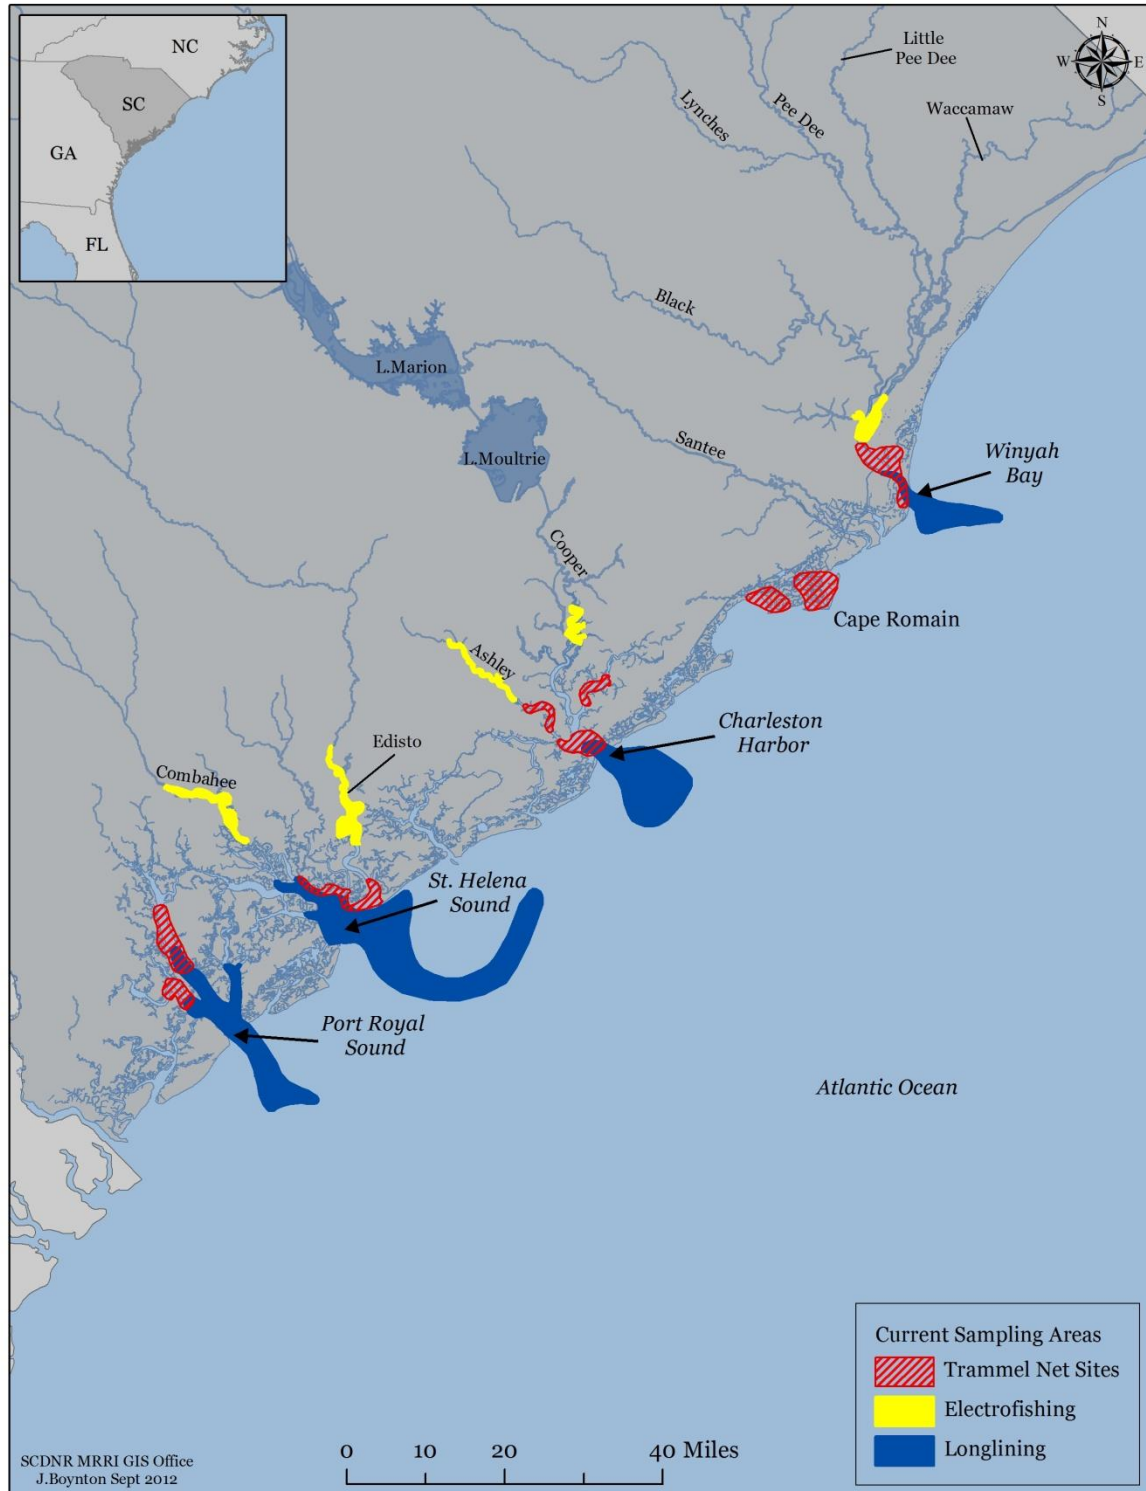 NC
SC
GA
FL
N
W
E
S
Little
Pee Dee
Pee Dee
Lynches
Waccamaw
Black
L.Marion
Santee
L.Moultrie
Winyah
Bay
Cooper
Cape Romain
Ashley
Charleston
Harbor
Edisto
Combahee
St. Helena
Sound
Port Royal
Sound
Atlantic Ocean
Current Sampling Areas
Trammel Net Sites
Electrofishing
Longlining
0 10 20 40 Miles
SCDNR MRRI GIS Office
J.Boynton Sept 2012